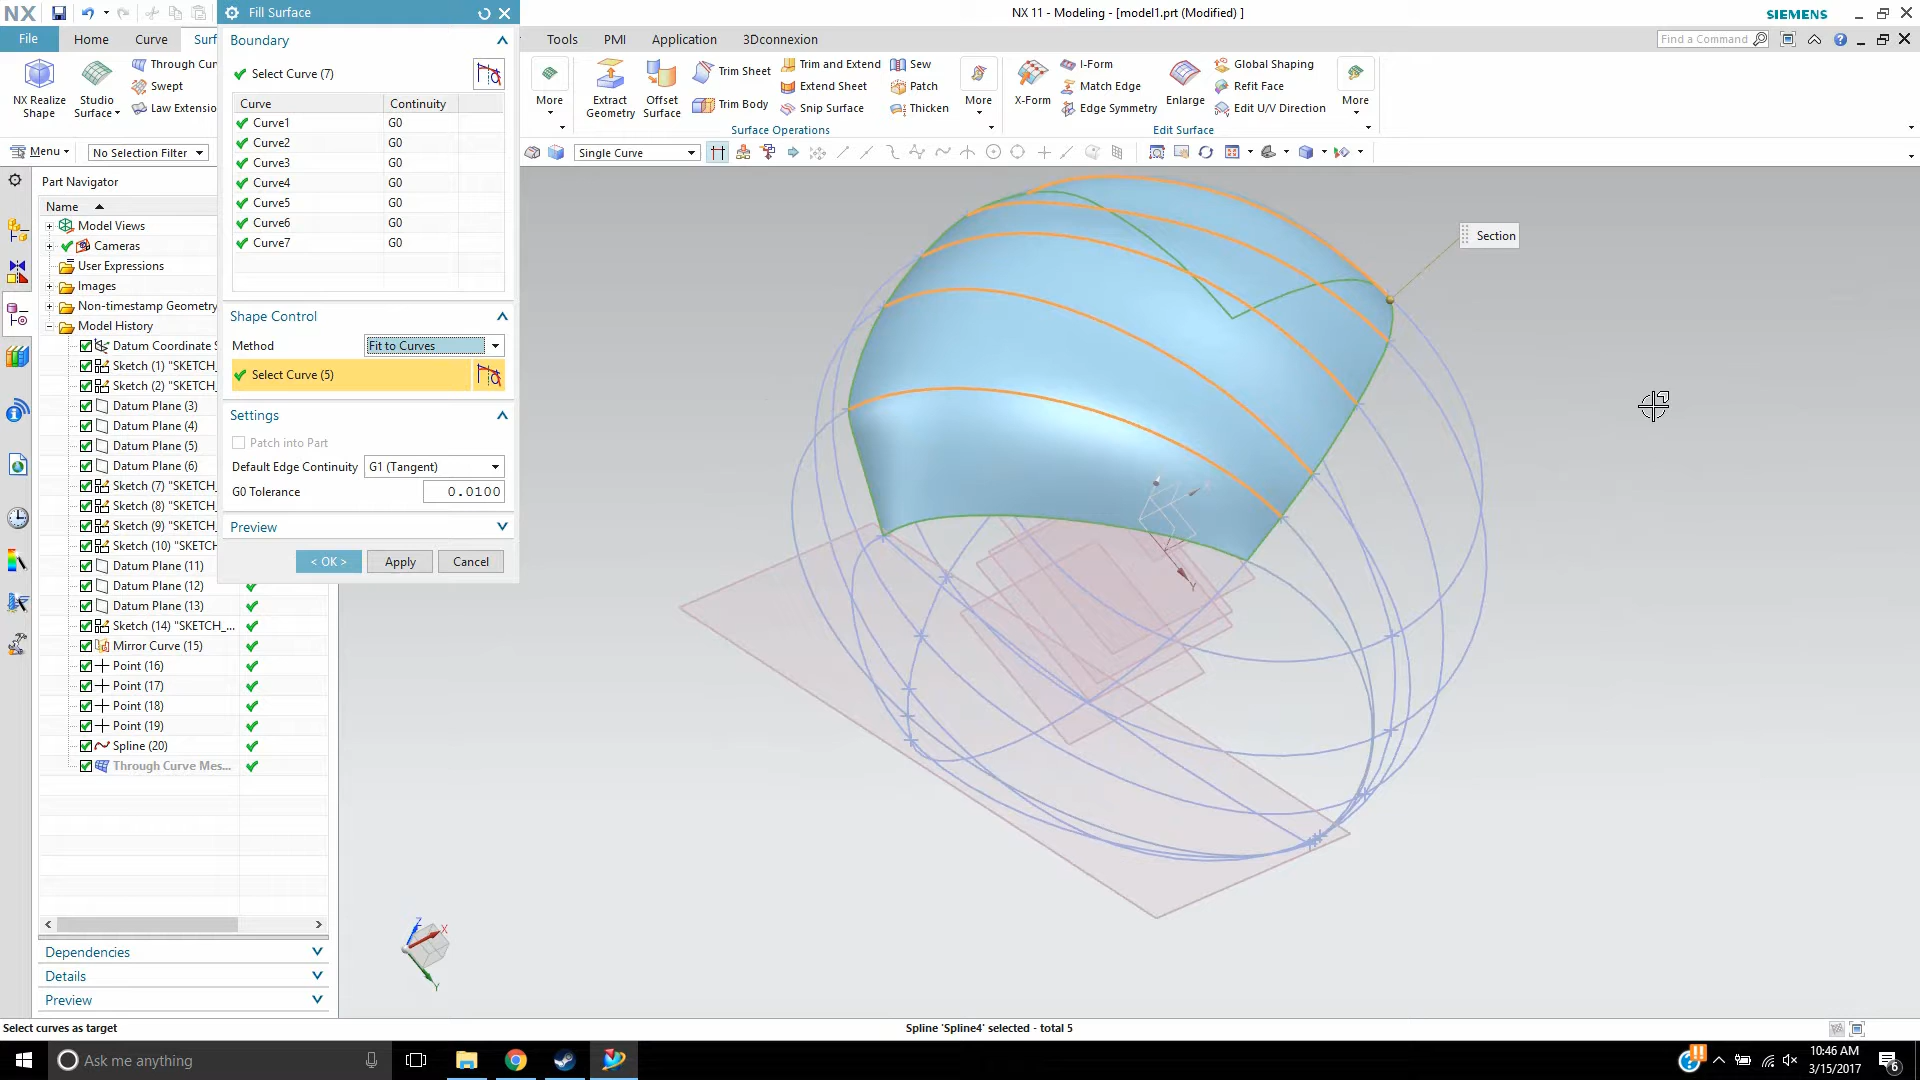 NX
Fill Surface
NX 11 - Modeling - [model1.prt (Modified) ]
SIEMENS
File
Home
Curve
Surf
Tools
PMI
Application
3Dconnexion
Find a Command
NX Realize Shape
Studio Surface
Through Cur
Swept
Law Extensio
More
Extract Geometry
Offset Surface
Trim Sheet
Trim Body
Trim and Extend
Extend Sheet
Snip Surface
Sew
Patch
Thicken
More
Surface Operations
X-Form
I-Form
Match Edge
Edge Symmetry
Enlarge
Global Shaping
Refit Face
Edit U/V Direction
More
Edit Surface
Menu
No Selection Filter
Single Curve
Boundary
Select Curve (7)
Curve Continuity
Curve1 G0
Curve2 G0
Curve3 G0
Curve4 G0
Curve5 G0
Curve6 G0
Curve7 G0
Shape Control
Method Fit to Curves
Select Curve (5)
Settings
Patch into Part
Default Edge Continuity G1 (Tangent)
G0 Tolerance 0.0100
Preview
< OK > Apply Cancel
Part Navigator
Name
Model Views
Cameras
User Expressions
Images
Non-timestamp Geometry
Model History
Datum Coordinate S
Sketch (1) "SKETCH_
Sketch (2) "SKETCH_
Datum Plane (3)
Datum Plane (4)
Datum Plane (5)
Datum Plane (6)
Sketch (7) "SKETCH_
Sketch (8) "SKETCH_
Sketch (9) "SKETCH_
Sketch (10) "SKETCH
Datum Plane (11)
Datum Plane (12)
Datum Plane (13)
Sketch (14) "SKETCH_...
Mirror Curve (15)
Point (16)
Point (17)
Point (18)
Point (19)
Spline (20)
Through Curve Mes...
Dependencies
Details
Preview
Section
Y
Z
X
Y
Select curves as target
Spline 'Spline4' selected - total 5
Ask me anything
10:46 AM
3/15/2017
6